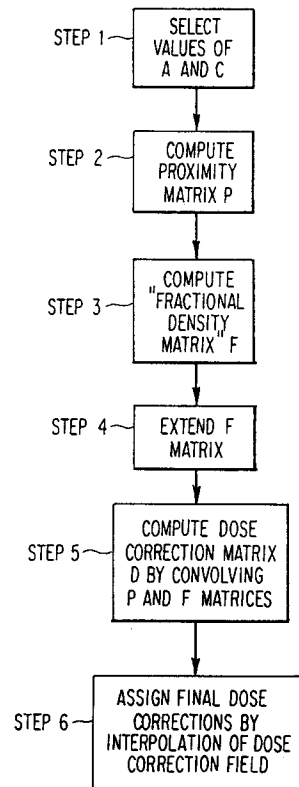 STEP 1
SELECT
VALUES OF
A AND C
STEP 2
COMPUTE
PROXIMITY
MATRIX P
STEP 3
COMPUTE
"FRACTIONAL
DENSITY
MATRIX" F
STEP 4
EXTEND F
MATRIX
STEP 5
COMPUTE DOSE
CORRECTION MATRIX
D BY CONVOLVING
P AND F MATRICES
STEP 6
ASSIGN FINAL DOSE
CORRECTIONS BY
INTERPOLATION OF DOSE
CORRECTION FIELD